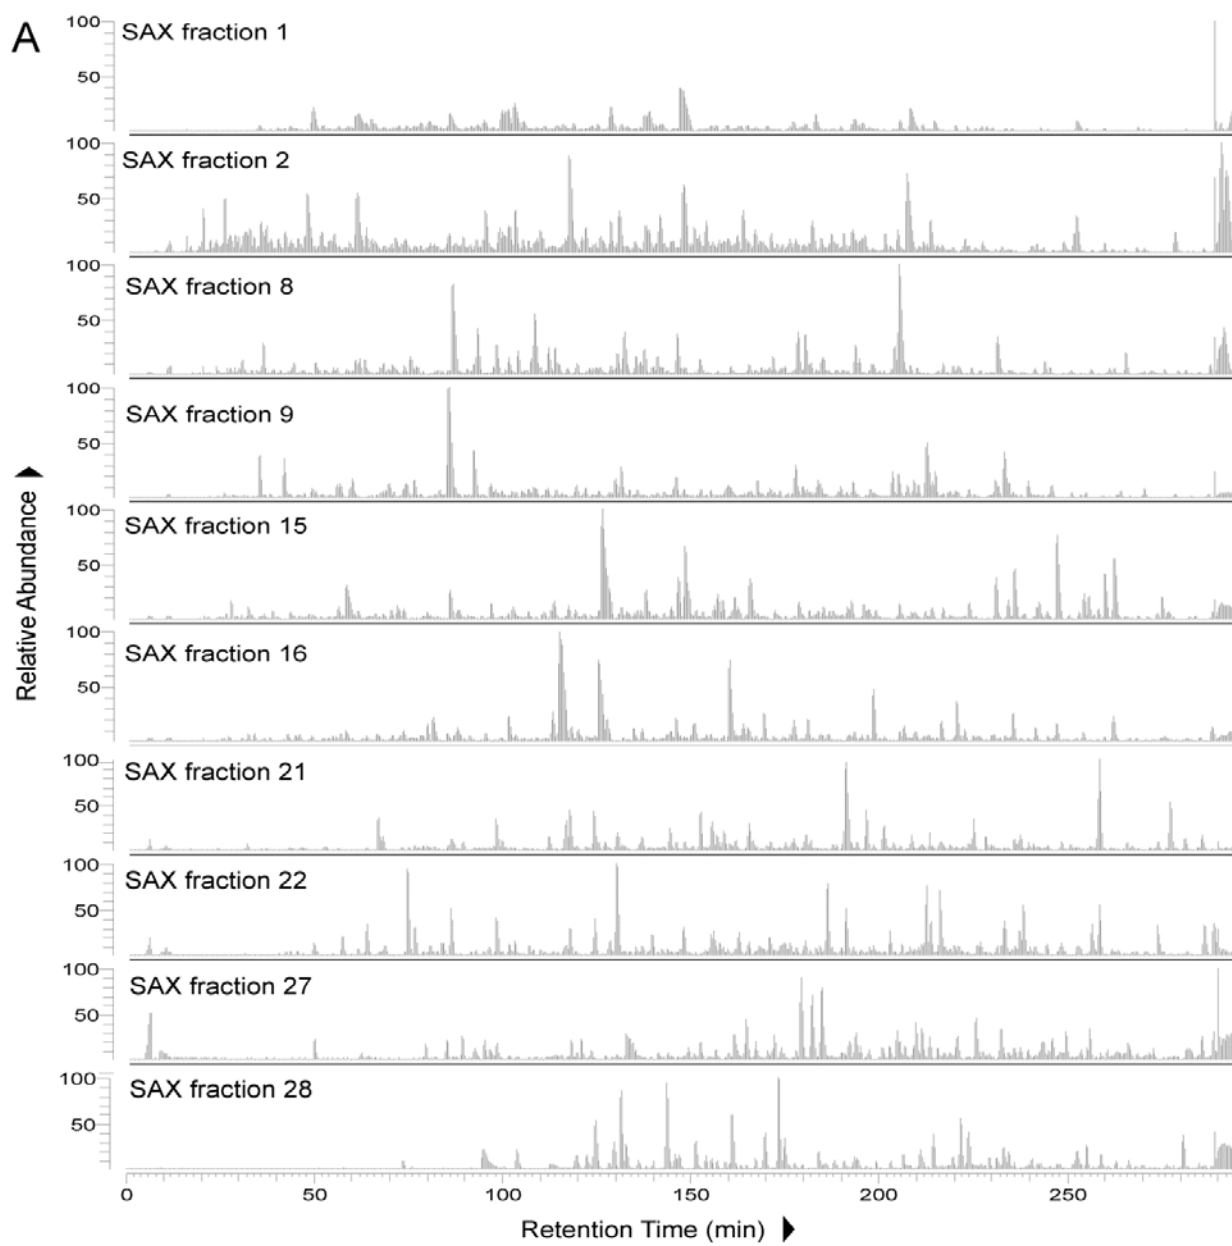 A
100
SAX fraction 1
50
100
SAX fraction 2
50
100
SAX fraction 8
50
100
SAX fraction 9
50
100
SAX fraction 15
50
100
SAX fraction 16
50
100
SAX fraction 21
50
100
SAX fraction 22
50
100
SAX fraction 27
50
100
SAX fraction 28
50
Relative Abundance
0 50 100 150 200 250
Retention Time (min)